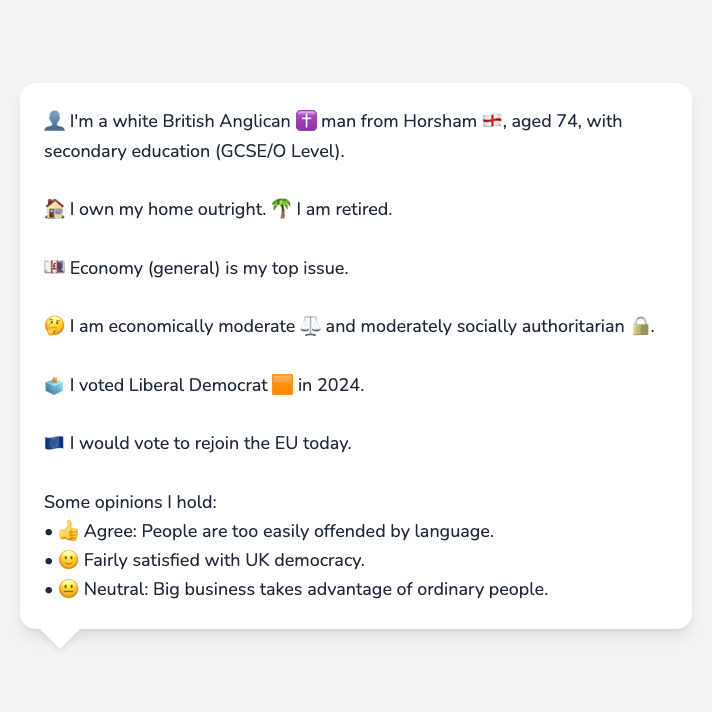 👤 I'm a white British Anglican ✝️ man from Horsham 🏴󠁧󠁢󠁥󠁮󠁧󠁿, aged 74, with
secondary education (GCSE/O Level).
🏠 I own my home outright. 🌴 I am retired.
💷 Economy (general) is my top issue.
🤔 I am economically moderate ⚖️ and moderately socially authoritarian 🔒.
🗳️ I voted Liberal Democrat 🟧 in 2024.
🇪🇺 I would vote to rejoin the EU today.
Some opinions I hold:
• 👍 Agree: People are too easily offended by language.
• 🙂 Fairly satisfied with UK democracy.
• 😐 Neutral: Big business takes advantage of ordinary people.